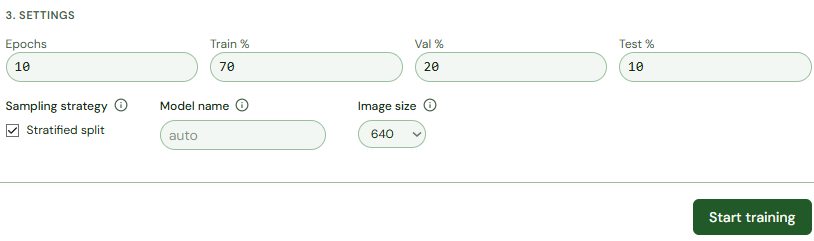 3. SETTINGS
Epochs Train % Val % Test %
10 70 20 10
Sampling strategy Model name Image size
Stratified split auto 640
Start training